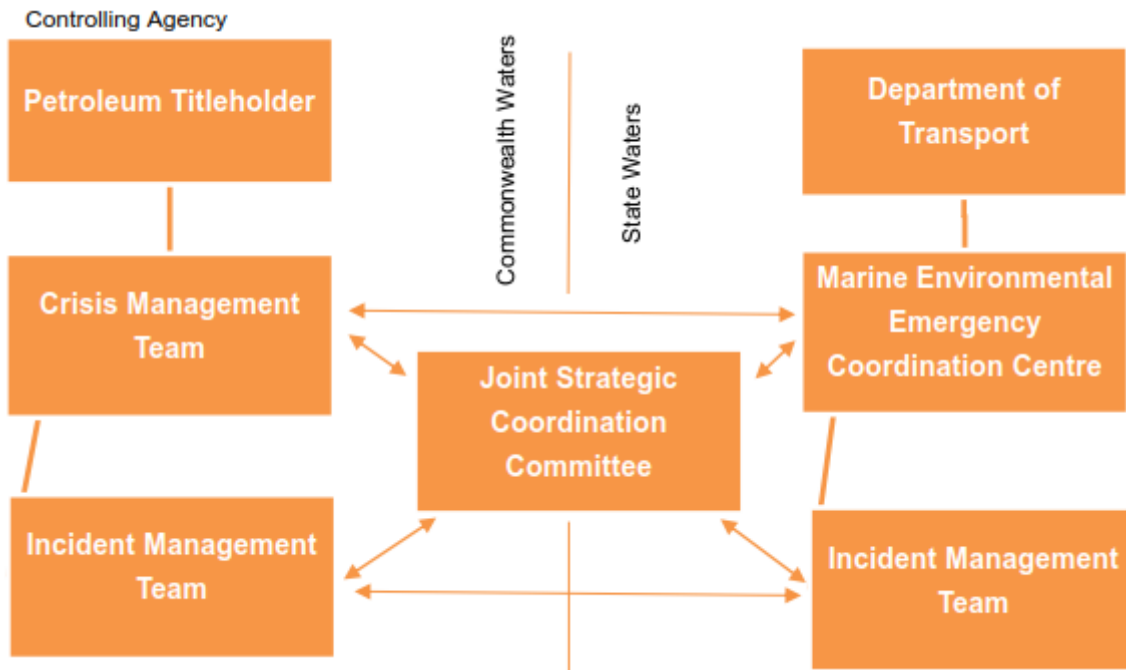 Controlling Agency
Petroleum Titleholder
Commonwealth Waters
State Waters
Department of
Transport
Crisis Management
Team
Marine Environmental
Emergency
Coordination Centre
Joint Strategic
Coordination
Committee
Incident Management
Team
Incident Management
Team